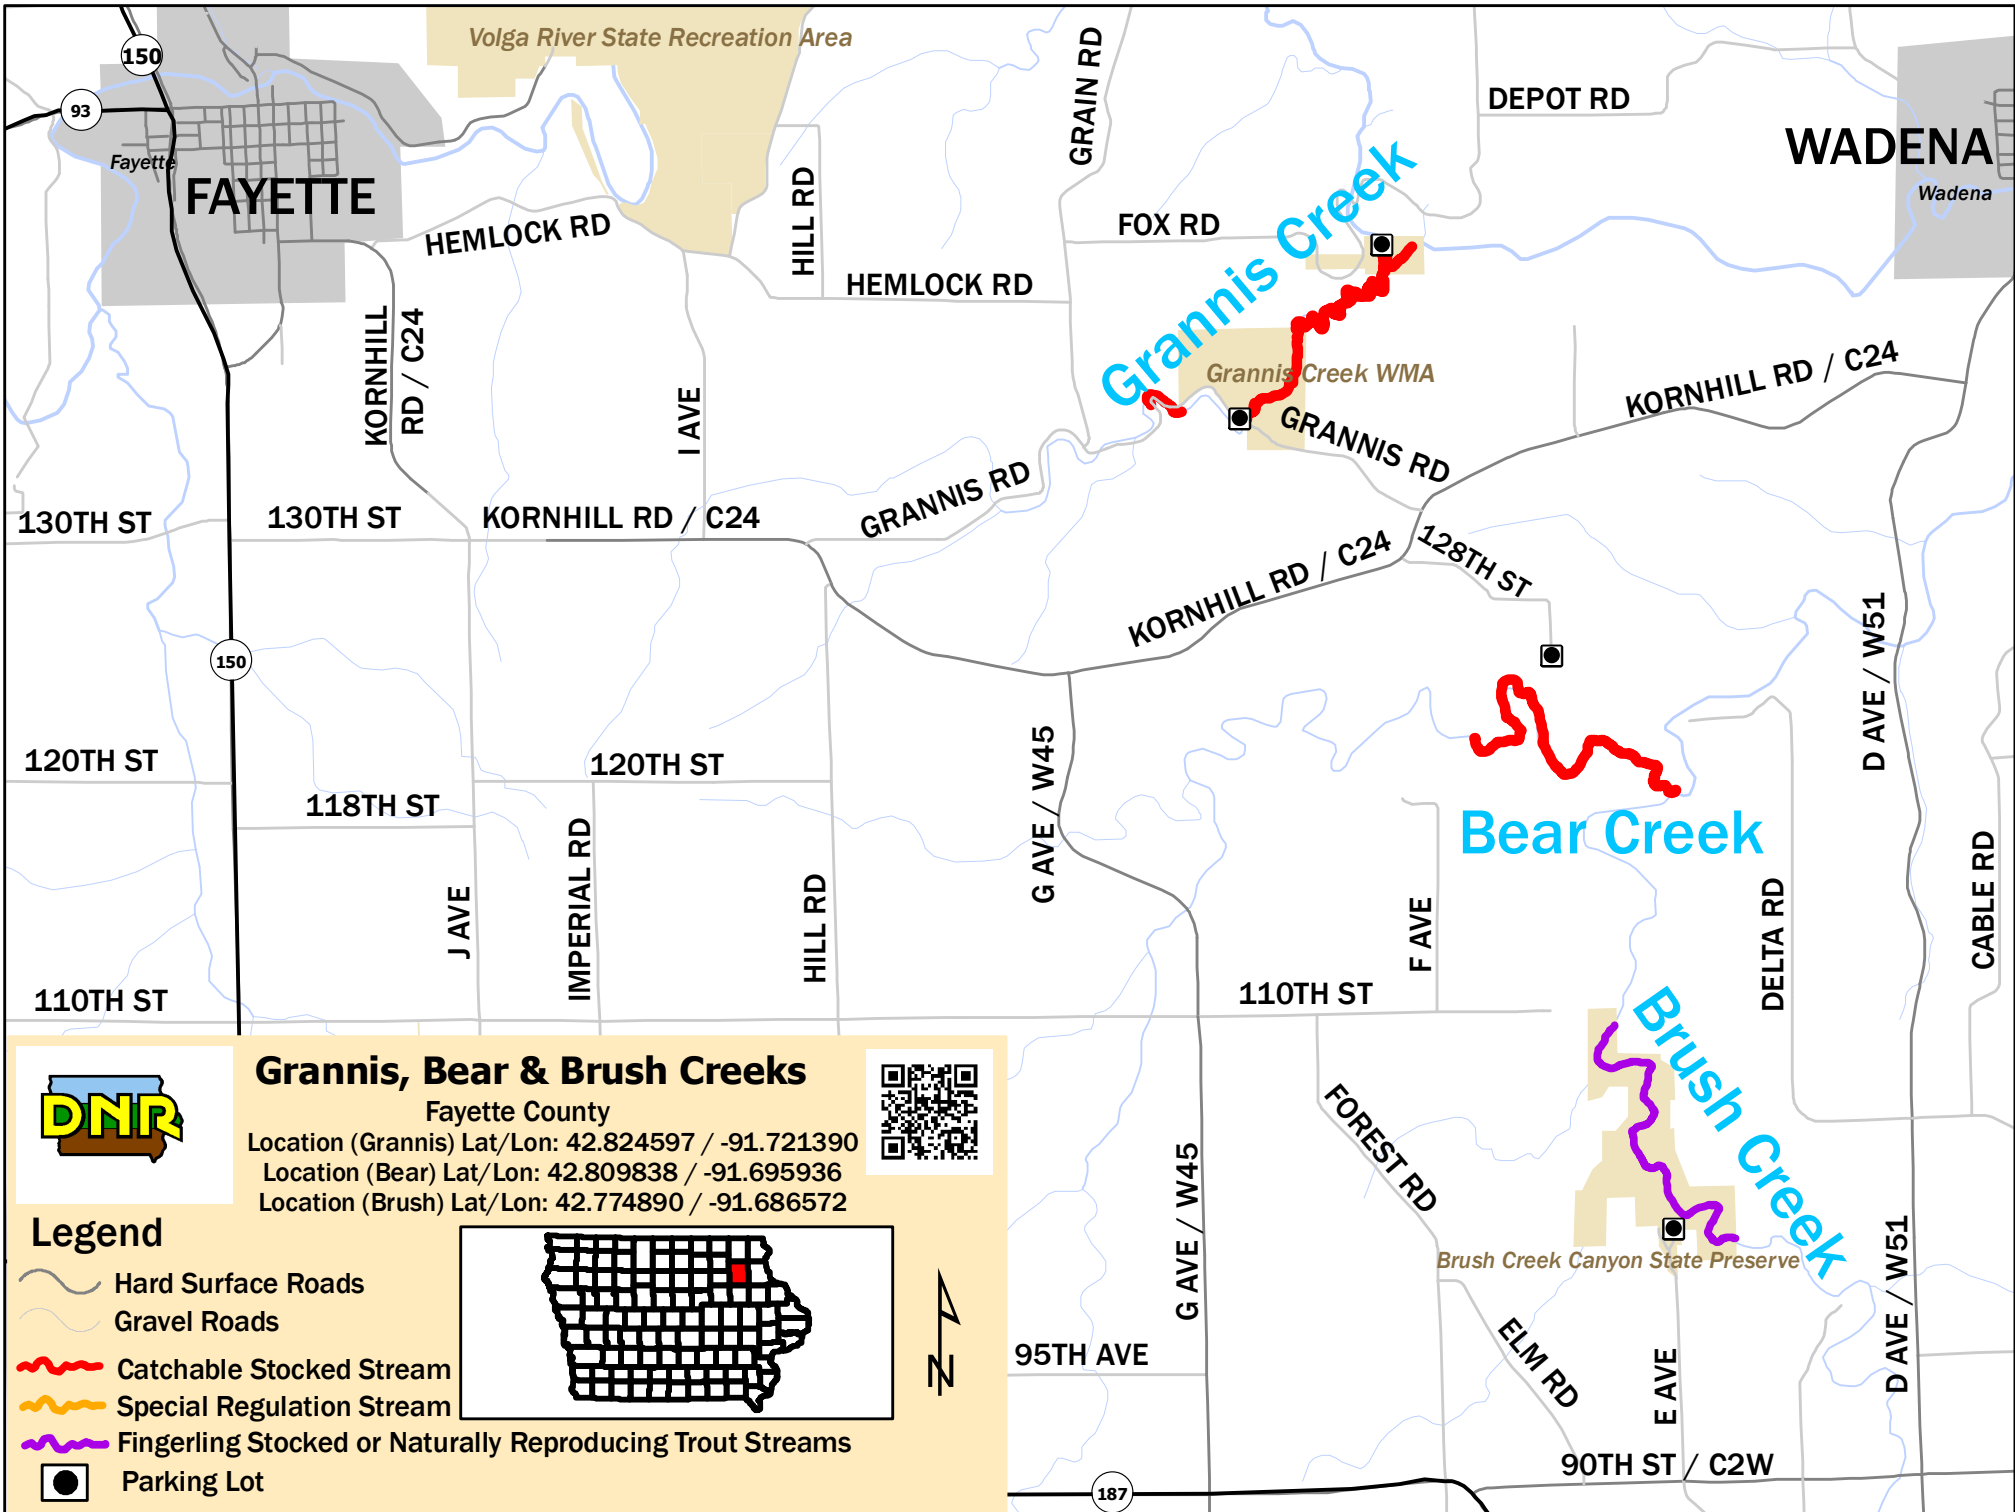 Volga River State Recreation Area
150
93
Fayette
FAYETTE
HEMLOCK RD
HILL RD
HEMLOCK RD
GRAIN RD
FOX RD
DEPOT RD
WADENA
Wadena
Grannis Creek
Grannis Creek WMA
GRANNIS RD
KORNHILL RD / C24
KORNHILL
RD / C24
I AVE
130TH ST
130TH ST
KORNHILL RD / C24
GRANNIS RD
KORNHILL RD / C24
128TH ST
150
D AVE / W51
120TH ST
120TH ST
118TH ST
G AVE / W45
Bear Creek
J AVE
IMPERIAL RD
HILL RD
F AVE
DELTA RD
CABLE RD
110TH ST
110TH ST
Brush Creek
FOREST RD
G AVE / W45
Brush Creek Canyon State Preserve
D AVE / W51
95TH AVE
ELM RD
E AVE
90TH ST / C2W
187
DNR
Grannis, Bear & Brush Creeks
Fayette County
Location (Grannis) Lat/Lon: 42.824597 / -91.721390
Location (Bear) Lat/Lon: 42.809838 / -91.695936
Location (Brush) Lat/Lon: 42.774890 / -91.686572
Legend
Hard Surface Roads
Gravel Roads
Catchable Stocked Stream
Special Regulation Stream
Fingerling Stocked or Naturally Reproducing Trout Streams
Parking Lot
N